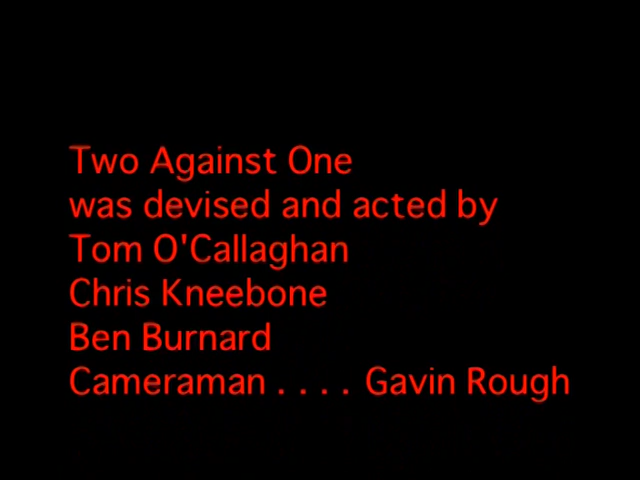 Two Against One
was devised and acted by
Tom O'Callaghan
Chris Kneebone
Ben Burnard
Cameraman . . . . Gavin Rough